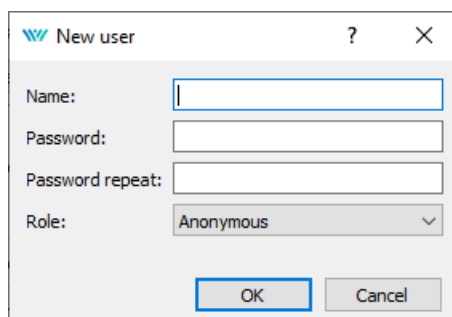 New user ?
Name:
Password:
Password repeat:
Role: Anonymous
OK Cancel